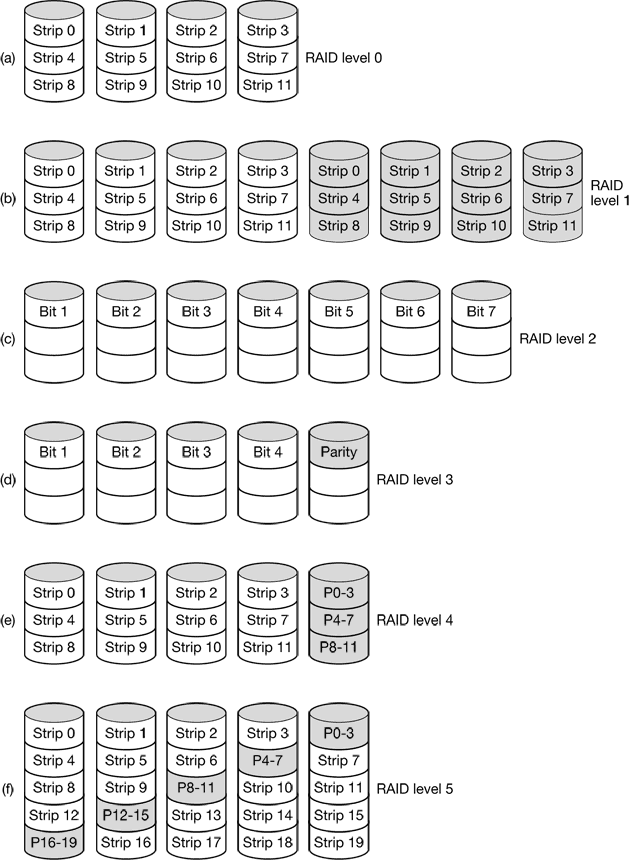 Strip 0 Strip 1 Strip 2 Strip 3
(a) Strip 4 Strip 5 Strip 6 Strip 7 RAID level 0
Strip 8 Strip 9 Strip 10 Strip 11
Strip 0 Strip 1 Strip 2 Strip 3 Strip 0 Strip 1 Strip 2 Strip 3
RAID
(b) Strip 4 Strip 5 Strip 6 Strip 7 Strip 4 Strip 5 Strip 6 Strip 7
level 1
Strip 8 Strip 9 Strip 10 Strip 11 Strip 8 Strip 9 Strip 10 Strip 11
Bit 1 Bit 2 Bit 3 Bit 4 Bit 5 Bit 6 Bit 7
(c) RAID level 2
Bit 1 Bit 2 Bit 3 Bit 4 Parity
(d) RAID level 3
Strip 0 Strip 1 Strip 2 Strip 3 P0-3
(e) Strip 4 Strip 5 Strip 6 Strip 7 P4-7 RAID level 4
Strip 8 Strip 9 Strip 10 Strip 11 P8-11
Strip 0 Strip 1 Strip 2 Strip 3 P0-3
Strip 4 Strip 5 Strip 6 P4-7 Strip 7
(f) Strip 8 Strip 9 P8-11 Strip 10 Strip 11 RAID level 5
Strip 12 P12-15 Strip 13 Strip 14 Strip 15
P16-19 Strip 16 Strip 17 Strip 18 Strip 19